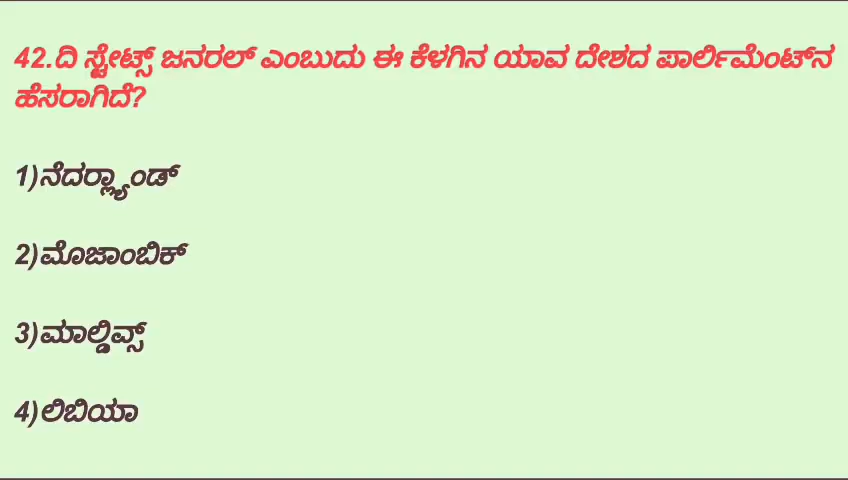 42.ದಿ ಸ್ಟೇಟ್ಸ್ ಜನರಲ್ ಎಂಬುದು ಈ ಕೆಳಗಿನ ಯಾವ ದೇಶದ ಪಾರ್ಲಿಮೆಂಟ್‌ನ
ಹೆಸರಾಗಿದೆ?
1)ನೆದರ್‌ಲ್ಯಾಂಡ್
2)ಮೊಜಾಂಬಿಕ್
3)ಮಾಲ್ಡಿವ್ಸ್
4)ಲಿಬಿಯಾ